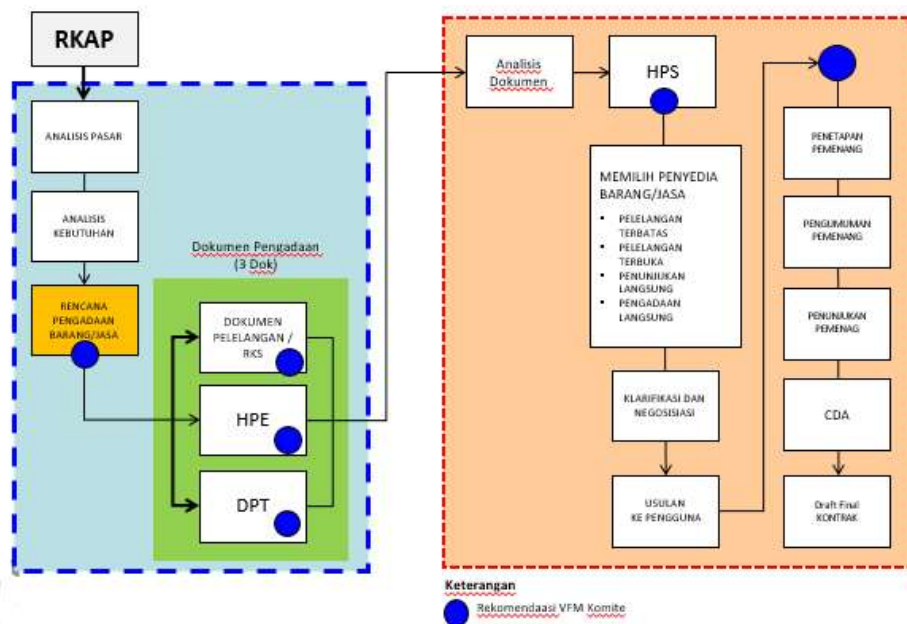 RKAP
ANALISIS PASAR
ANALISIS
KEBUTUHAN
RENCANA
PENGADAAN
BARANG/JASA
Dokumen Pengadaan
(3 Dok)
DOKUMEN
PELELANGAN /
RKS
HPE
DPT
Analisis
Dokumen
HPS
MEMILIH PENYEDIA
BARANG/JASA
▪ PELELANGAN
TERBATAS
▪ PELELANGAN
TERBUKA
▪ PENUNJUKAN
LANGSUNG
▪ PENGADAAN
LANGSUNG
KLARIFIKASI DAN
NEGOSISIASI
USULAN
KE PENGGUNA
PENETAPAN
PEMENANG
PENGUMUMAN
PEMENANG
PENUNJUKAN
PEMENAG
CDA
Draft Final
KONTRAK
Keterangan
Rekomendaasi VFM Komite